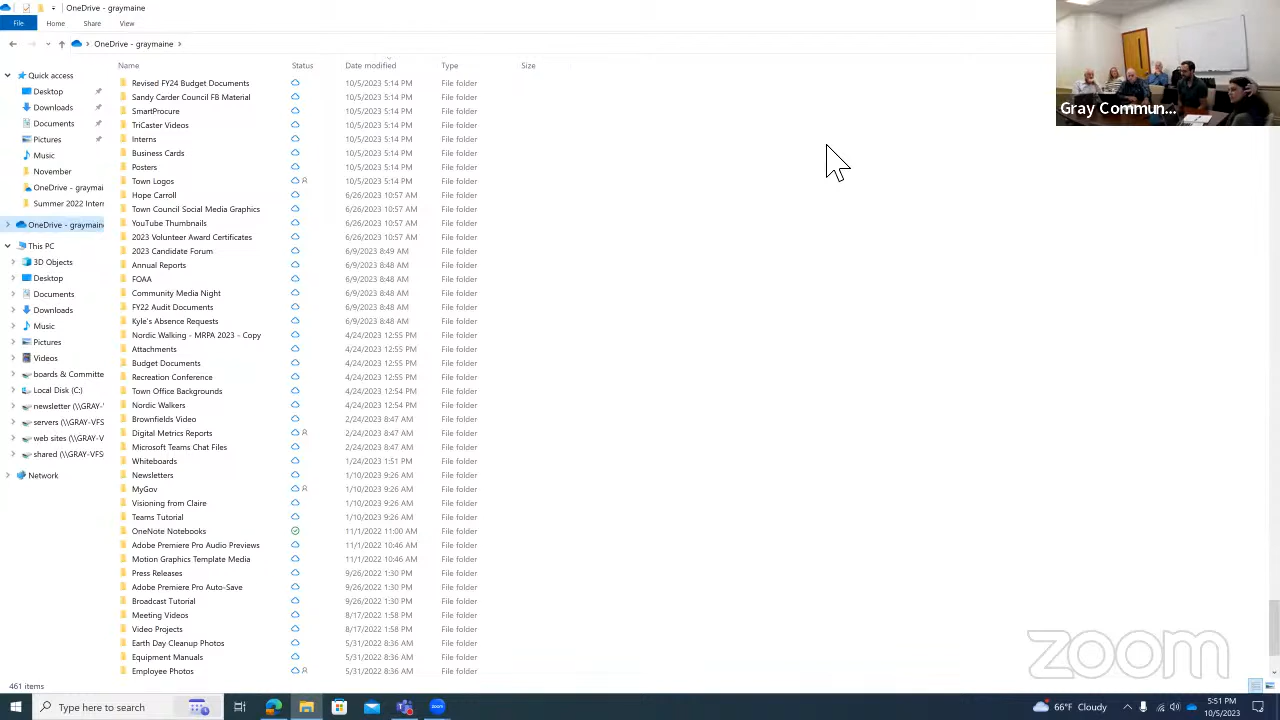 OneDrive - graymaine
File Home Share View
OneDrive - graymaine
Name Status Date modified Type Size
Quick access
Desktop
Downloads
Documents
Pictures
Music
November
OneDrive - graymai
Summer 2022 Intern
OneDrive - graymain
This PC
3D Objects
Desktop
Documents
Downloads
Music
Pictures
Videos
boards & Committe
Local Disk (C:)
newsletter (\\GRAY-V
servers (\\GRAY-VFS
web sites (\\GRAY-V
shared (\\GRAY-VFS
Network
Revised FY24 Budget Documents 10/5/2023 5:14 PM File folder
Sandy Carder Council FB Material 10/5/2023 5:14 PM File folder
SmartProcure 10/5/2023 5:14 PM File folder
TriCaster Videos 10/5/2023 5:14 PM File folder
Interns 10/5/2023 5:14 PM File folder
Business Cards 10/5/2023 5:14 PM File folder
Posters 10/5/2023 5:14 PM File folder
Town Logos 10/5/2023 5:14 PM File folder
Hope Carroll 6/26/2023 10:57 AM File folder
Town Council Social Media Graphics 6/26/2023 10:57 AM File folder
YouTube Thumbnails 6/26/2023 10:57 AM File folder
2023 Volunteer Award Certificates 6/26/2023 10:57 AM File folder
2023 Candidate Forum 6/9/2023 8:49 AM File folder
Annual Reports 6/9/2023 8:48 AM File folder
FOAA 6/9/2023 8:48 AM File folder
Community Media Night 6/9/2023 8:48 AM File folder
FY22 Audit Documents 6/9/2023 8:48 AM File folder
Kyle's Absence Requests 6/9/2023 8:48 AM File folder
Nordic Walking - MRPA 2023 - Copy 4/24/2023 12:55 PM File folder
Attachments 4/24/2023 12:55 PM File folder
Budget Documents 4/24/2023 12:55 PM File folder
Recreation Conference 4/24/2023 12:55 PM File folder
Town Office Backgrounds 4/24/2023 12:54 PM File folder
Nordic Walkers 4/24/2023 12:54 PM File folder
Brownfields Video 2/24/2023 8:47 AM File folder
Digital Metrics Reports 2/24/2023 8:47 AM File folder
Microsoft Teams Chat Files 2/24/2023 8:47 AM File folder
Whiteboards 1/24/2023 1:51 PM File folder
Newsletters 1/10/2023 9:26 AM File folder
MyGov 1/10/2023 9:26 AM File folder
Visioning from Claire 1/10/2023 9:26 AM File folder
Teams Tutorial 1/10/2023 9:26 AM File folder
OneNote Notebooks 11/1/2022 11:00 AM File folder
Adobe Premiere Pro Audio Previews 11/1/2022 10:46 AM File folder
Motion Graphics Template Media 11/1/2022 10:46 AM File folder
Press Releases 9/26/2022 1:30 PM File folder
Adobe Premiere Pro Auto-Save 9/26/2022 1:30 PM File folder
Broadcast Tutorial 9/26/2022 1:30 PM File folder
Meeting Videos 8/17/2022 1:58 PM File folder
Video Projects 8/17/2022 1:58 PM File folder
Earth Day Cleanup Photos 5/31/2022 8:36 AM File folder
Equipment Manuals 5/31/2022 8:36 AM File folder
Employee Photos 5/31/2022 8:36 AM File folder
Gray Commun...
zoom
461 items
Type here to search
zoom
66°F Cloudy
5:51 PM
10/5/2023